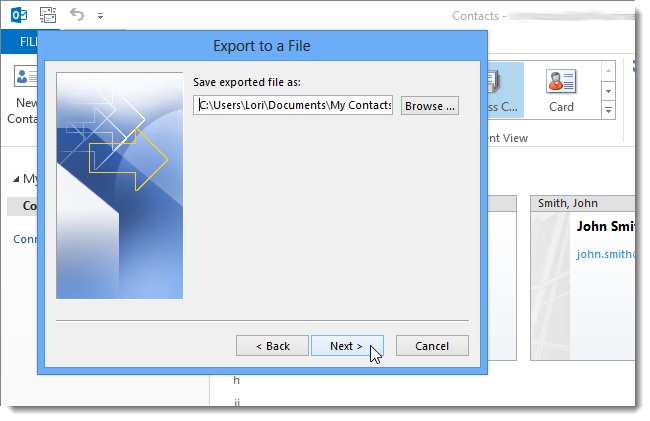 Contacts -
FILE
Export to a File
Save exported file as:
C:\Users\Lori\Documents\My Contacts
Browse ...
New
Conta
ss C...
Card
ent View
My
Co
Conn
Smith, John
John Smi
john.smith@
< Back
Next >
Cancel
h
ij